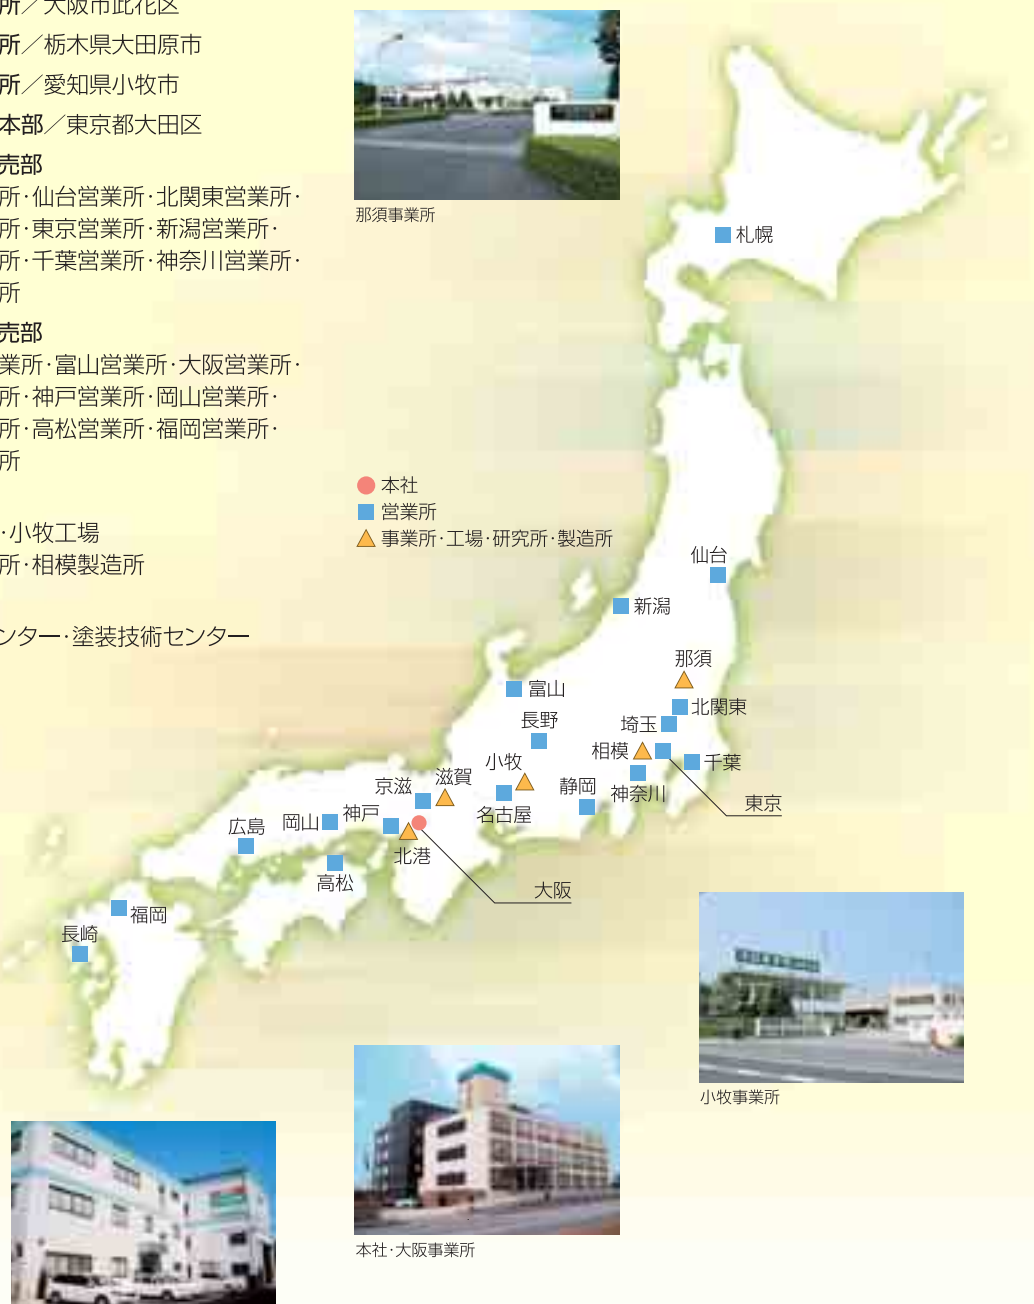 所／大阪市此花区
所／栃木県大田原市
所／愛知県小牧市
本部／東京都大田区
売部
所・仙台営業所・北関東営業所・
所・東京営業所・新潟営業所・
所・千葉営業所・神奈川営業所・
所
売部
業所・富山営業所・大阪営業所・
所・神戸営業所・岡山営業所・
所・高松営業所・福岡営業所・
所
・小牧工場
所・相模製造所
ンター・塗装技術センター
那須事業所
本社
営業所
事業所・工場・研究所・製造所
札幌
仙台
新潟
那須
富山
北関東
長野
埼玉
相模
千葉
小牧
滋賀
京滋
静岡
神奈川
東京
名古屋
神戸
岡山
広島
北港
高松
大阪
福岡
長崎
小牧事業所
本社・大阪事業所